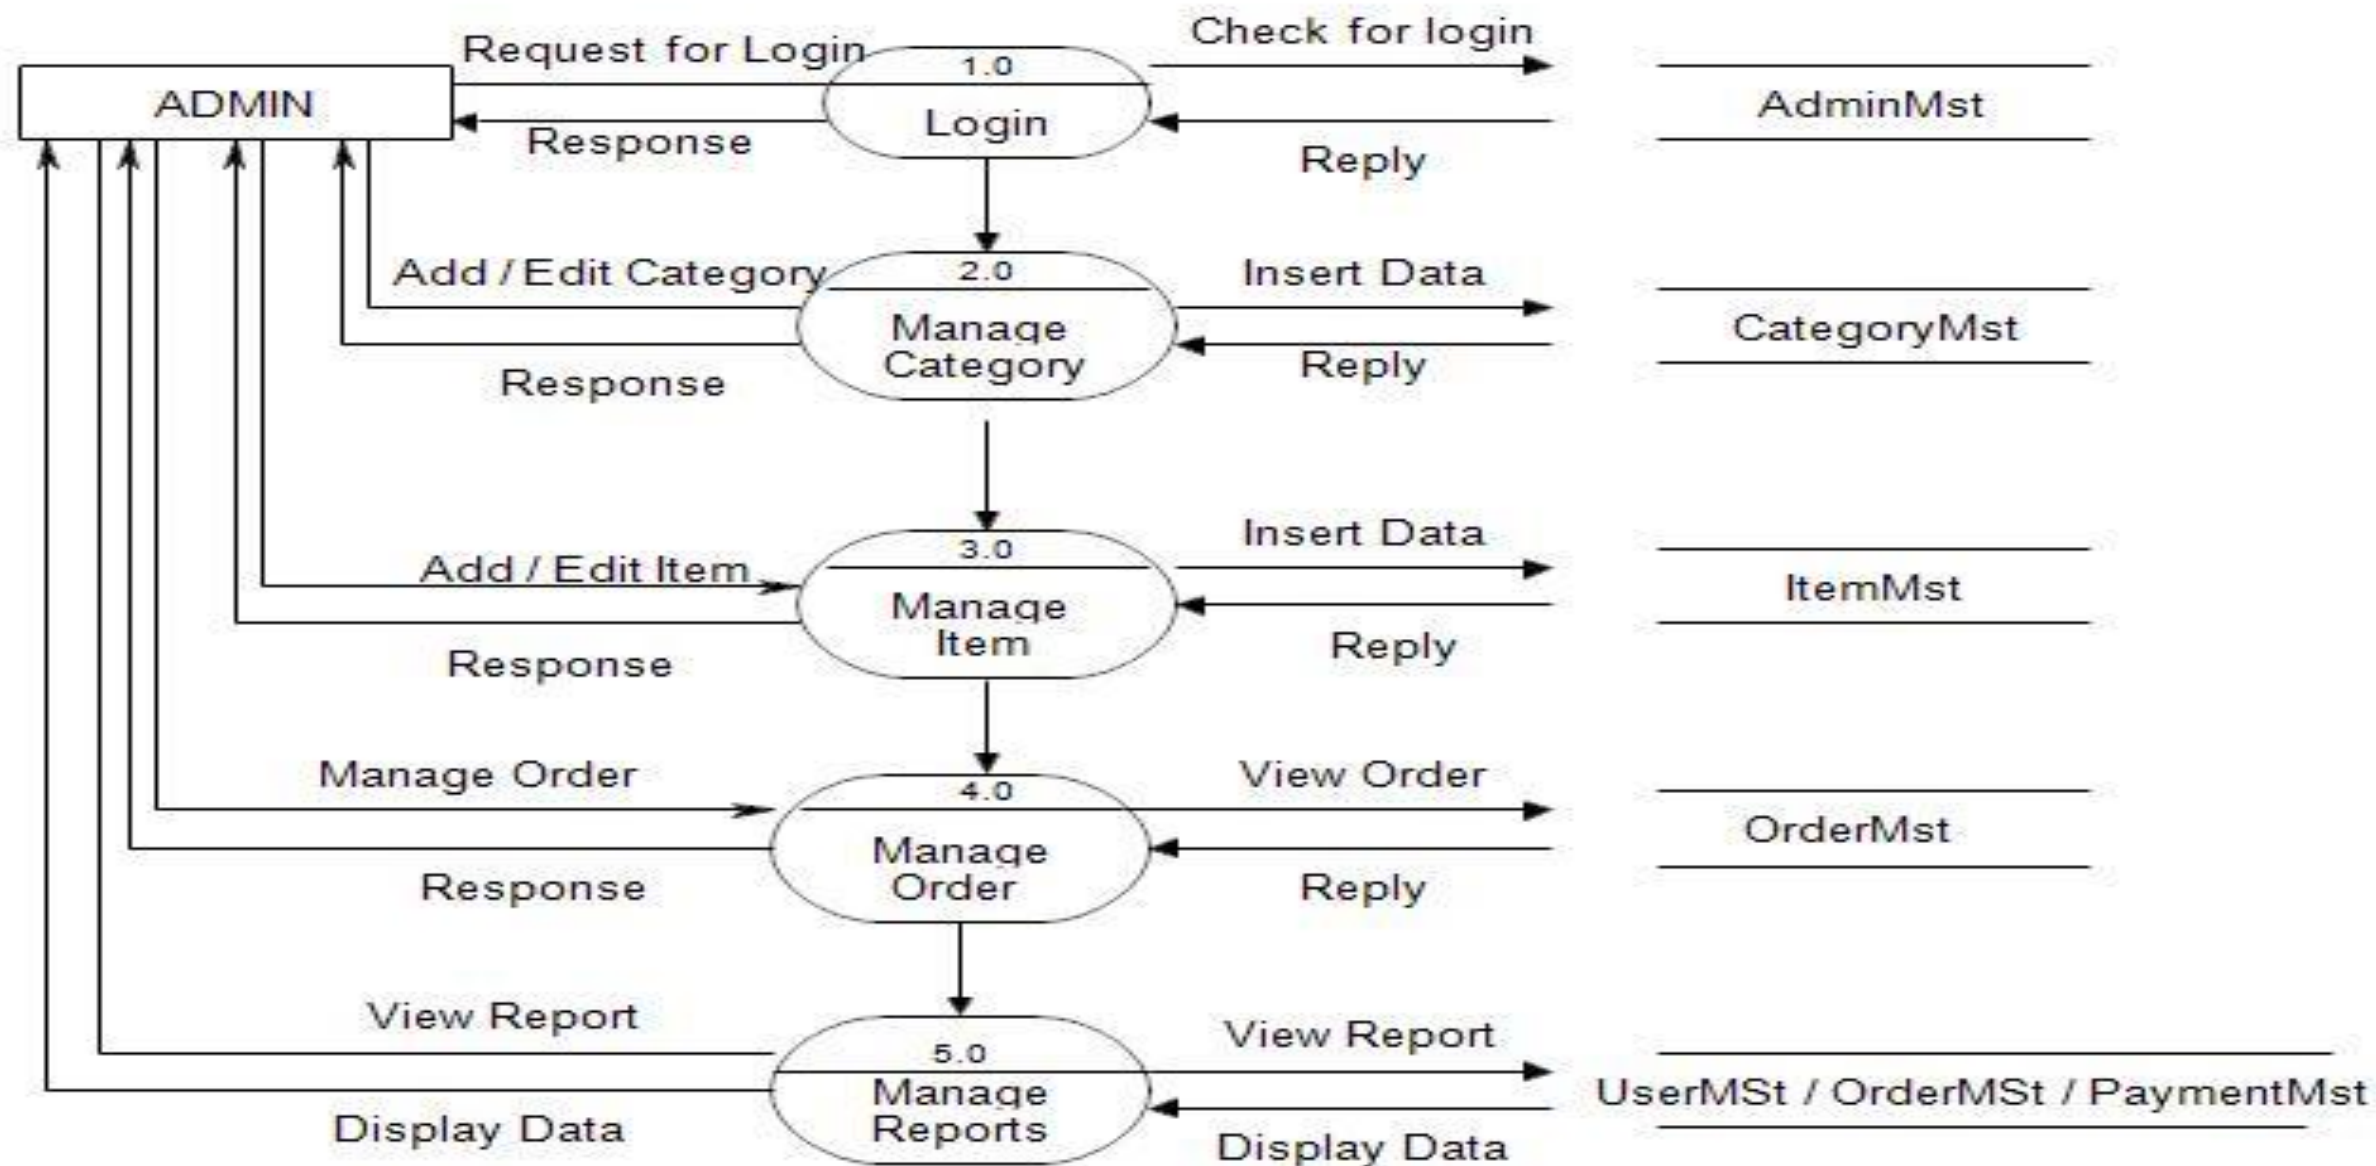 Request for Login
1.0
Check for login
ADMIN
Login
AdminMst
Response
Reply
Add / Edit Category
2.0
Insert Data
Manage
Category
CategoryMst
Response
Reply
Add / Edit Item
3.0
Insert Data
Manage
Item
ItemMst
Response
Reply
Manage Order
4.0
View Order
Manage
Order
OrderMst
Response
Reply
View Report
5.0
View Report
Manage
Reports
UserMSt / OrderMSt / PaymentMst
Display Data
Display Data